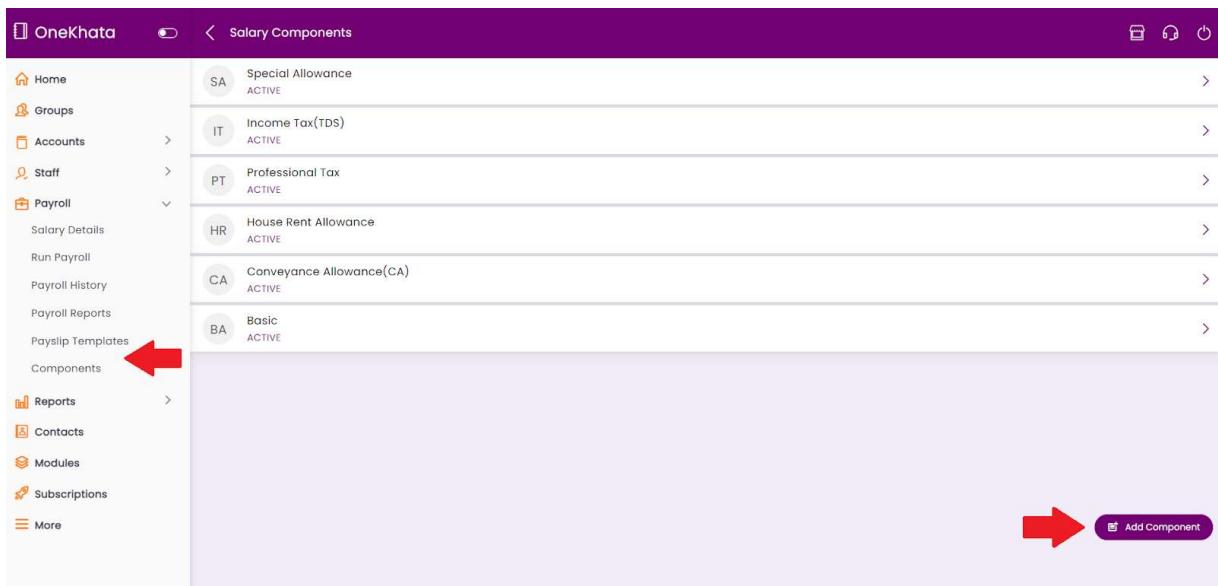 OneKhata
Salary Components
Home
Groups
Accounts
Staff
Payroll
Salary Details
Run Payroll
Payroll History
Payroll Reports
Payslip Templates
Components
Reports
Contacts
Modules
Subscriptions
More
SA
Special Allowance
ACTIVE
IT
Income Tax(TDS)
ACTIVE
PT
Professional Tax
ACTIVE
HR
House Rent Allowance
ACTIVE
CA
Conveyance Allowance(CA)
ACTIVE
BA
Basic
ACTIVE
Add Component